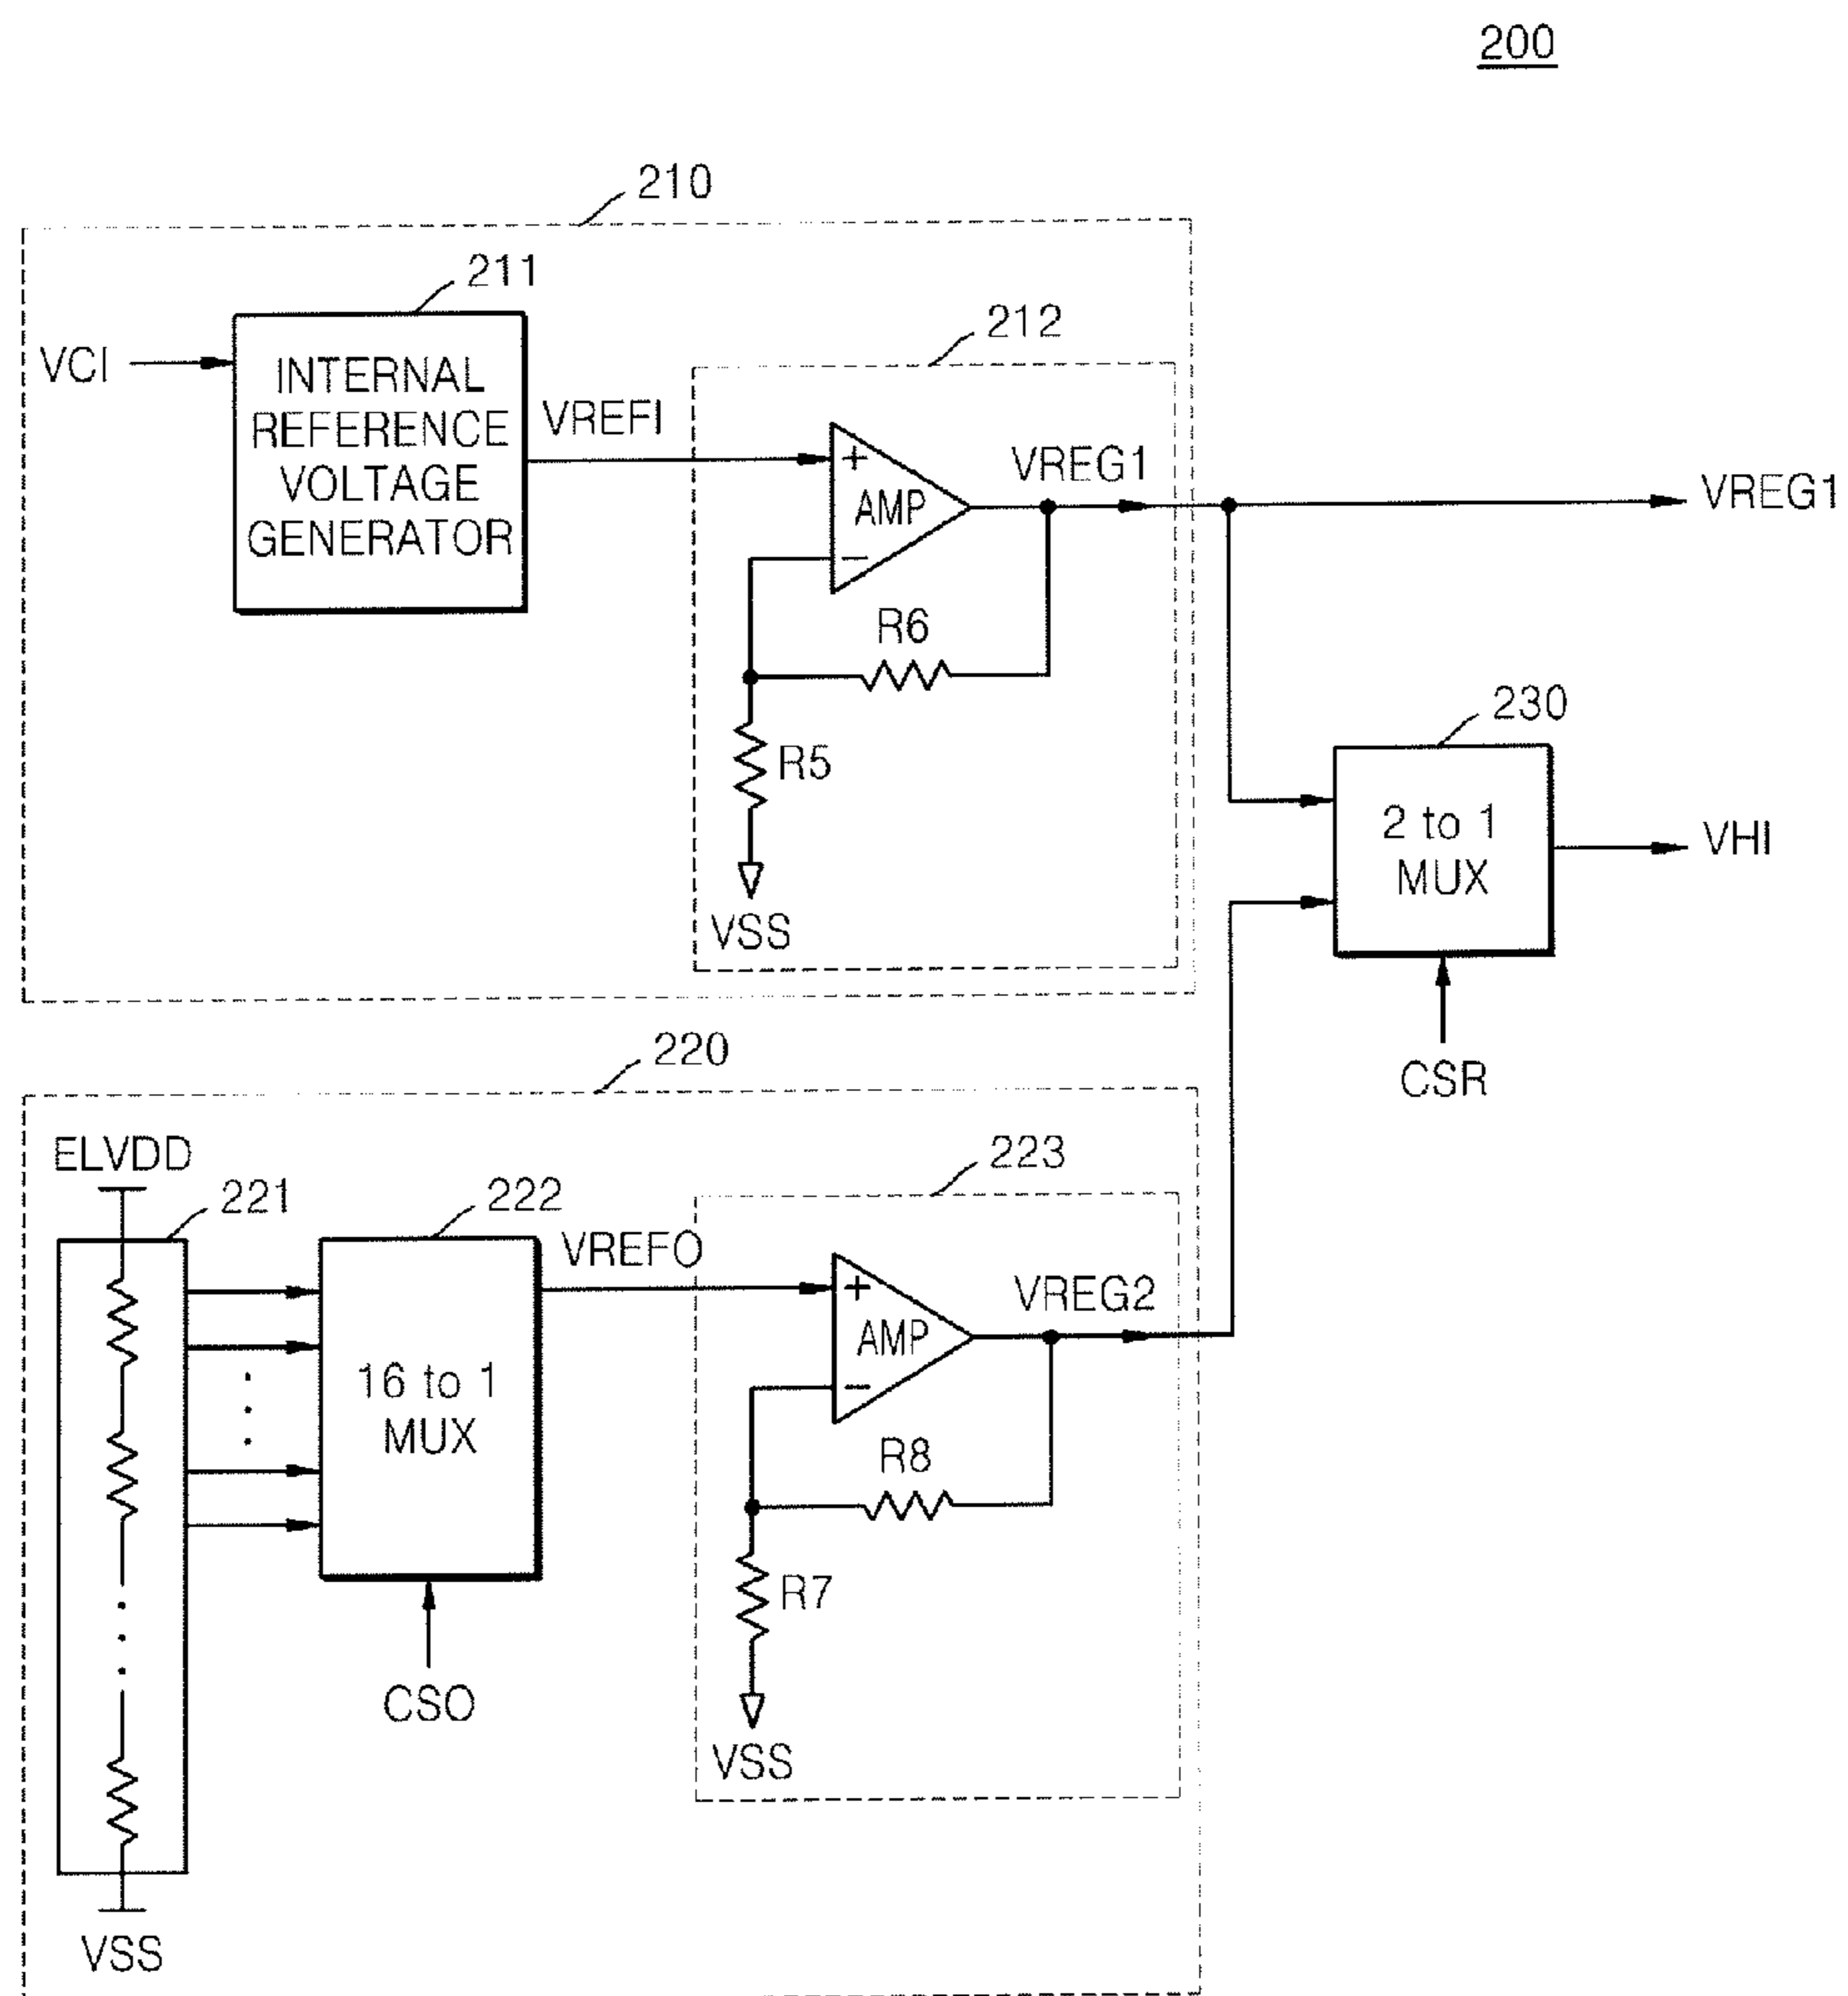 200
210
211
212
VCI
INTERNAL
REFERENCE
VOLTAGE
GENERATOR
VREFI
+
AMP
−
VREG1
VREG1
R6
R5
VSS
230
2 to 1
MUX
VHI
CSR
220
ELVDD
221
222
223
VREFO
+
AMP
−
VREG2
16 to 1
MUX
R8
R7
CSO
VSS
VSS